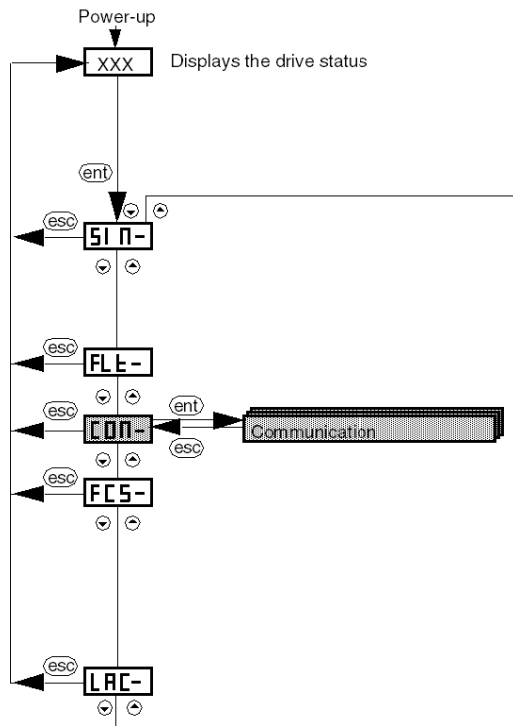 Power-up
XXX Displays the drive status
ent
esc
SIM-
esc
FLt-
esc
COM- ent
Communication
esc
esc
FCS-
esc
LAC-